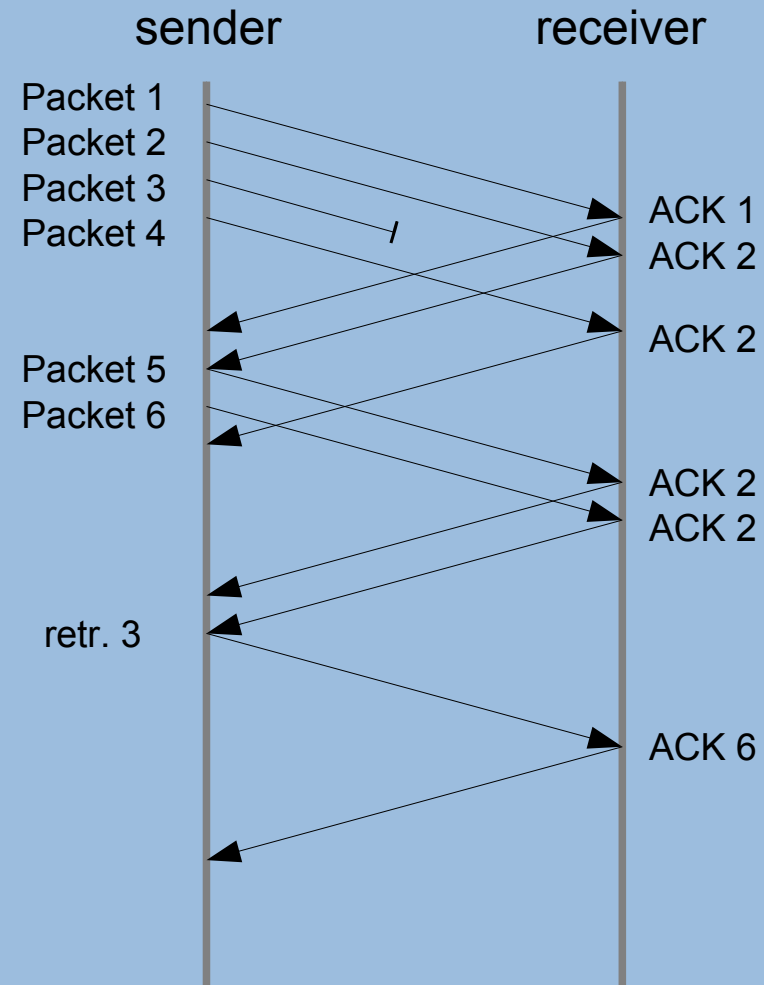 sender
receiver
Packet 1
Packet 2
Packet 3
Packet 4
ACK 1
ACK 2
ACK 2
Packet 5
Packet 6
ACK 2
ACK 2
retr. 3
ACK 6